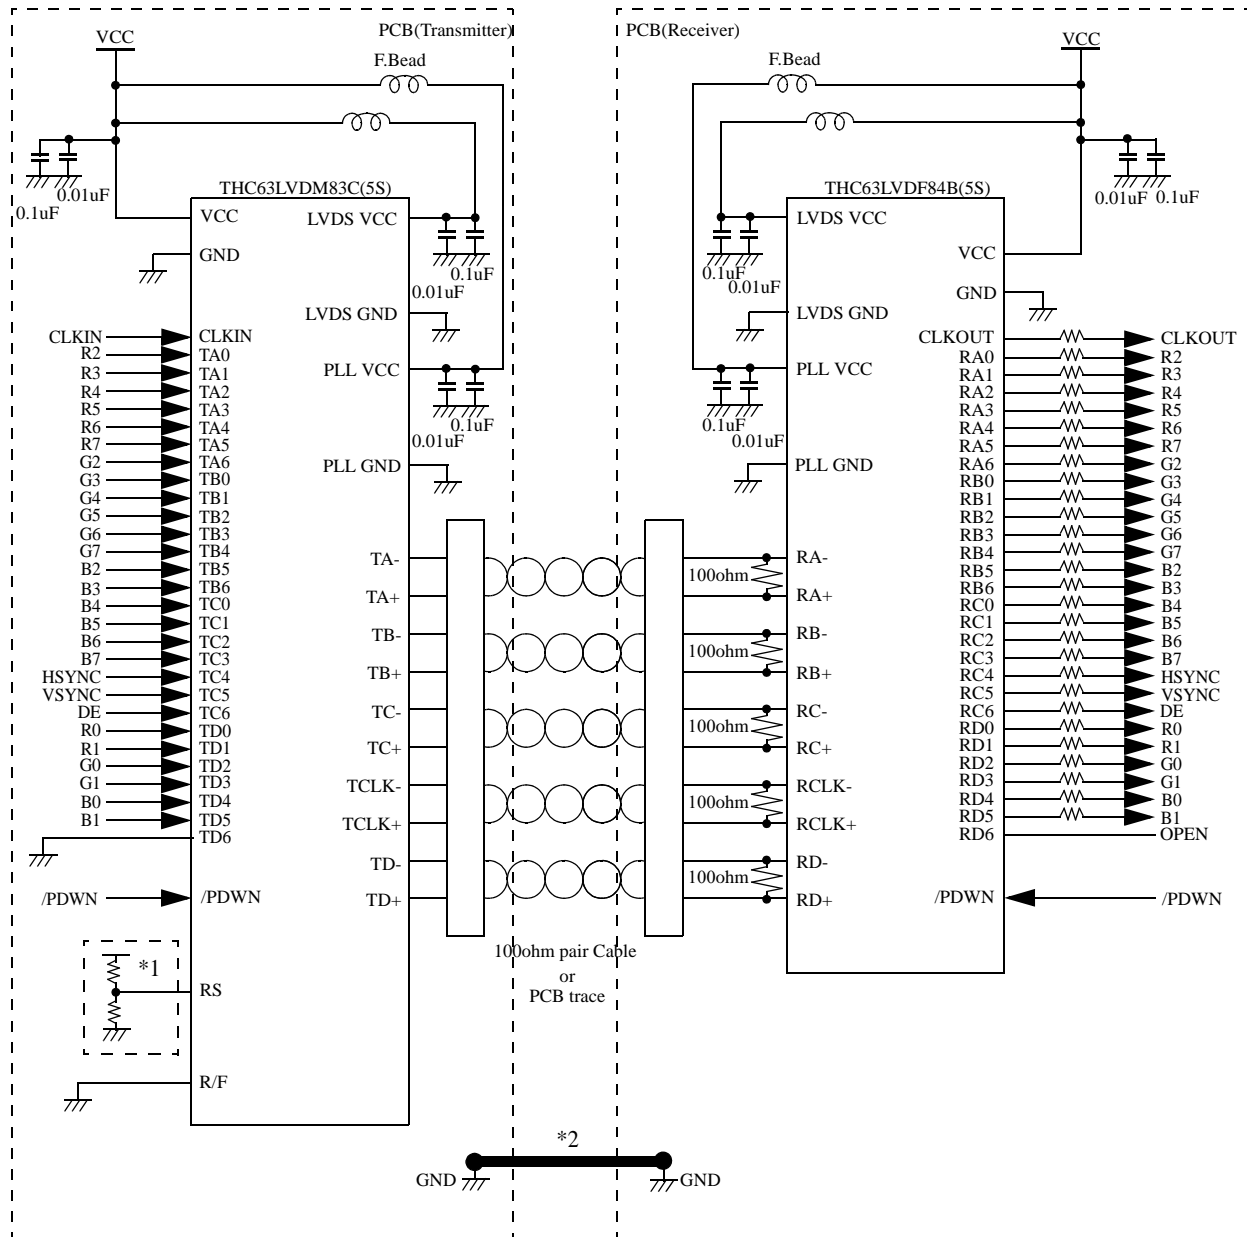 PCB(Transmitter)
VCC
F.Bead
0.01uF
0.1uF
THC63LVDM83C(5S)
VCC
LVDS VCC
GND
0.1uF
0.01uF
LVDS GND
PLL VCC
0.1uF
0.01uF
PLL GND
CLKIN CLKIN
R2 TA0
R3 TA1
R4 TA2
R5 TA3
R6 TA4
R7 TA5
G2 TA6
G3 TB0
G4 TB1
G5 TB2
G6 TB3
G7 TB4
B2 TB5
B3 TB6
B4 TC0
B5 TC1
B6 TC2
B7 TC3
HSYNC TC4
VSYNC TC5
DE TC6
R0 TD0
R1 TD1
G0 TD2
G1 TD3
B0 TD4
B1 TD5
TD6
/PDWN /PDWN
*1
RS
R/F
TA-
TA+
TB-
TB+
TC-
TC+
TCLK-
TCLK+
TD-
TD+
100ohm pair Cable
or
PCB trace
*2
GND GND
PCB(Receiver)
VCC
F.Bead
0.01uF
0.1uF
THC63LVDF84B(5S)
LVDS VCC
VCC
0.1uF
0.01uF
GND
LVDS GND
PLL VCC
0.1uF
0.01uF
PLL GND
CLKOUT CLKOUT
RA0 R2
RA1 R3
RA2 R4
RA3 R5
RA4 R6
RA5 R7
RA6 G2
RB0 G3
RB1 G4
RB2 G5
RB3 G6
RB4 G7
RB5 B2
RB6 B3
RC0 B4
RC1 B5
RC2 B6
RC3 B7
RC4 HSYNC
RC5 VSYNC
RC6 DE
RD0 R0
RD1 R1
RD2 G0
RD3 G1
RD4 B0
RD5 B1
RD6 OPEN
/PDWN /PDWN
RA-
100ohm
RA+
RB-
100ohm
RB+
RC-
100ohm
RC+
RCLK-
100ohm
RCLK+
RD-
100ohm
RD+